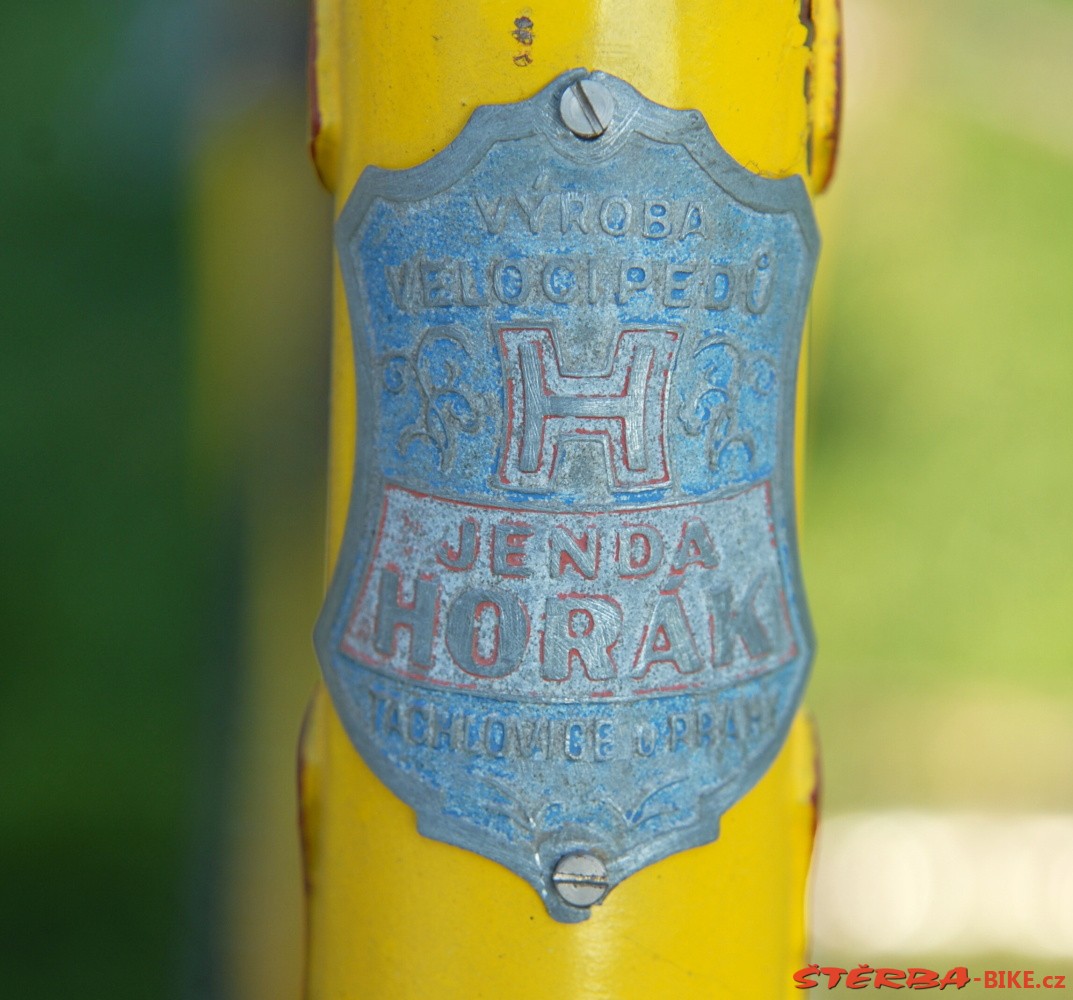 VÝROBA
VELOCIPEDŮ
H
JENDA
HORÁK
TACHLOVICE U PRAHY
ŠTĚRBA-BIKE.cz